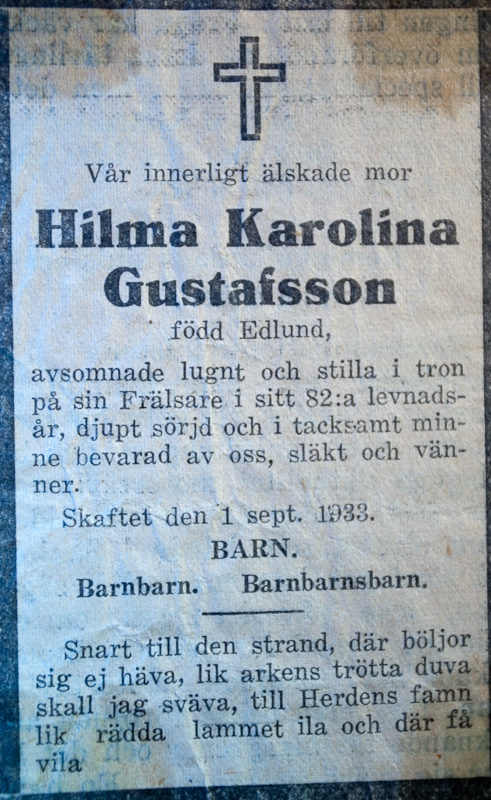 Vår innerligt älskade mor
Hilma Karolina
Gustafsson
född Edlund,
avsomnade lugnt och stilla i tron
på sin Frälsare i sitt 82:a levnads-
år, djupt sörjd och i tacksamt min-
ne bevarad av oss, släkt och vän-
ner.
Skaftet den 1 sept. 1933.
BARN.
Barnbarn. Barnbarnsbarn.
Snart till den strand, där böljor
sig ej häva, lik arkens trötta duva
skall jag sväva, till Herdens famn
lik rädda lammet ila och där få
vila